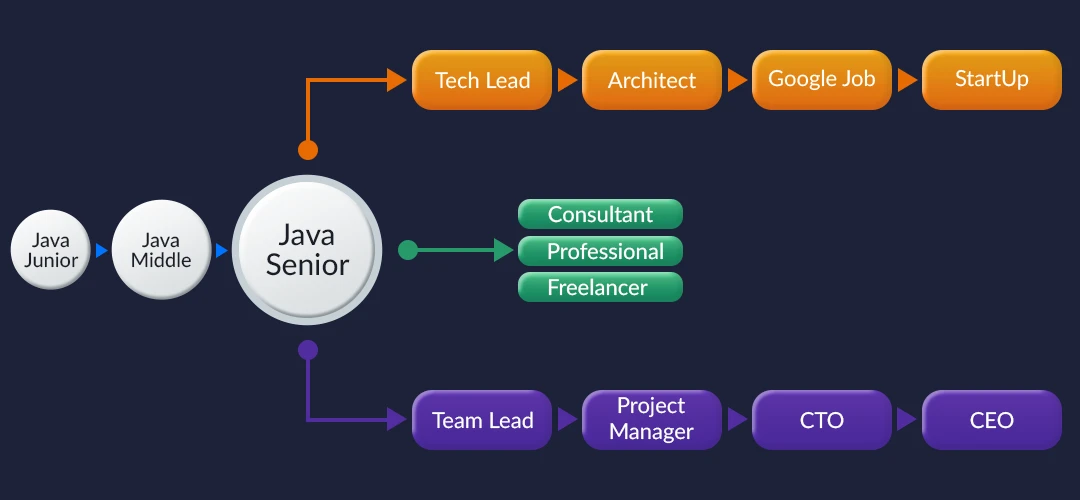 Tech Lead
Architect
Google Job
StartUp
Java
Junior
Java
Middle
Java
Senior
Consultant
Professional
Freelancer
Team Lead
Project
Manager
CTO
CEO